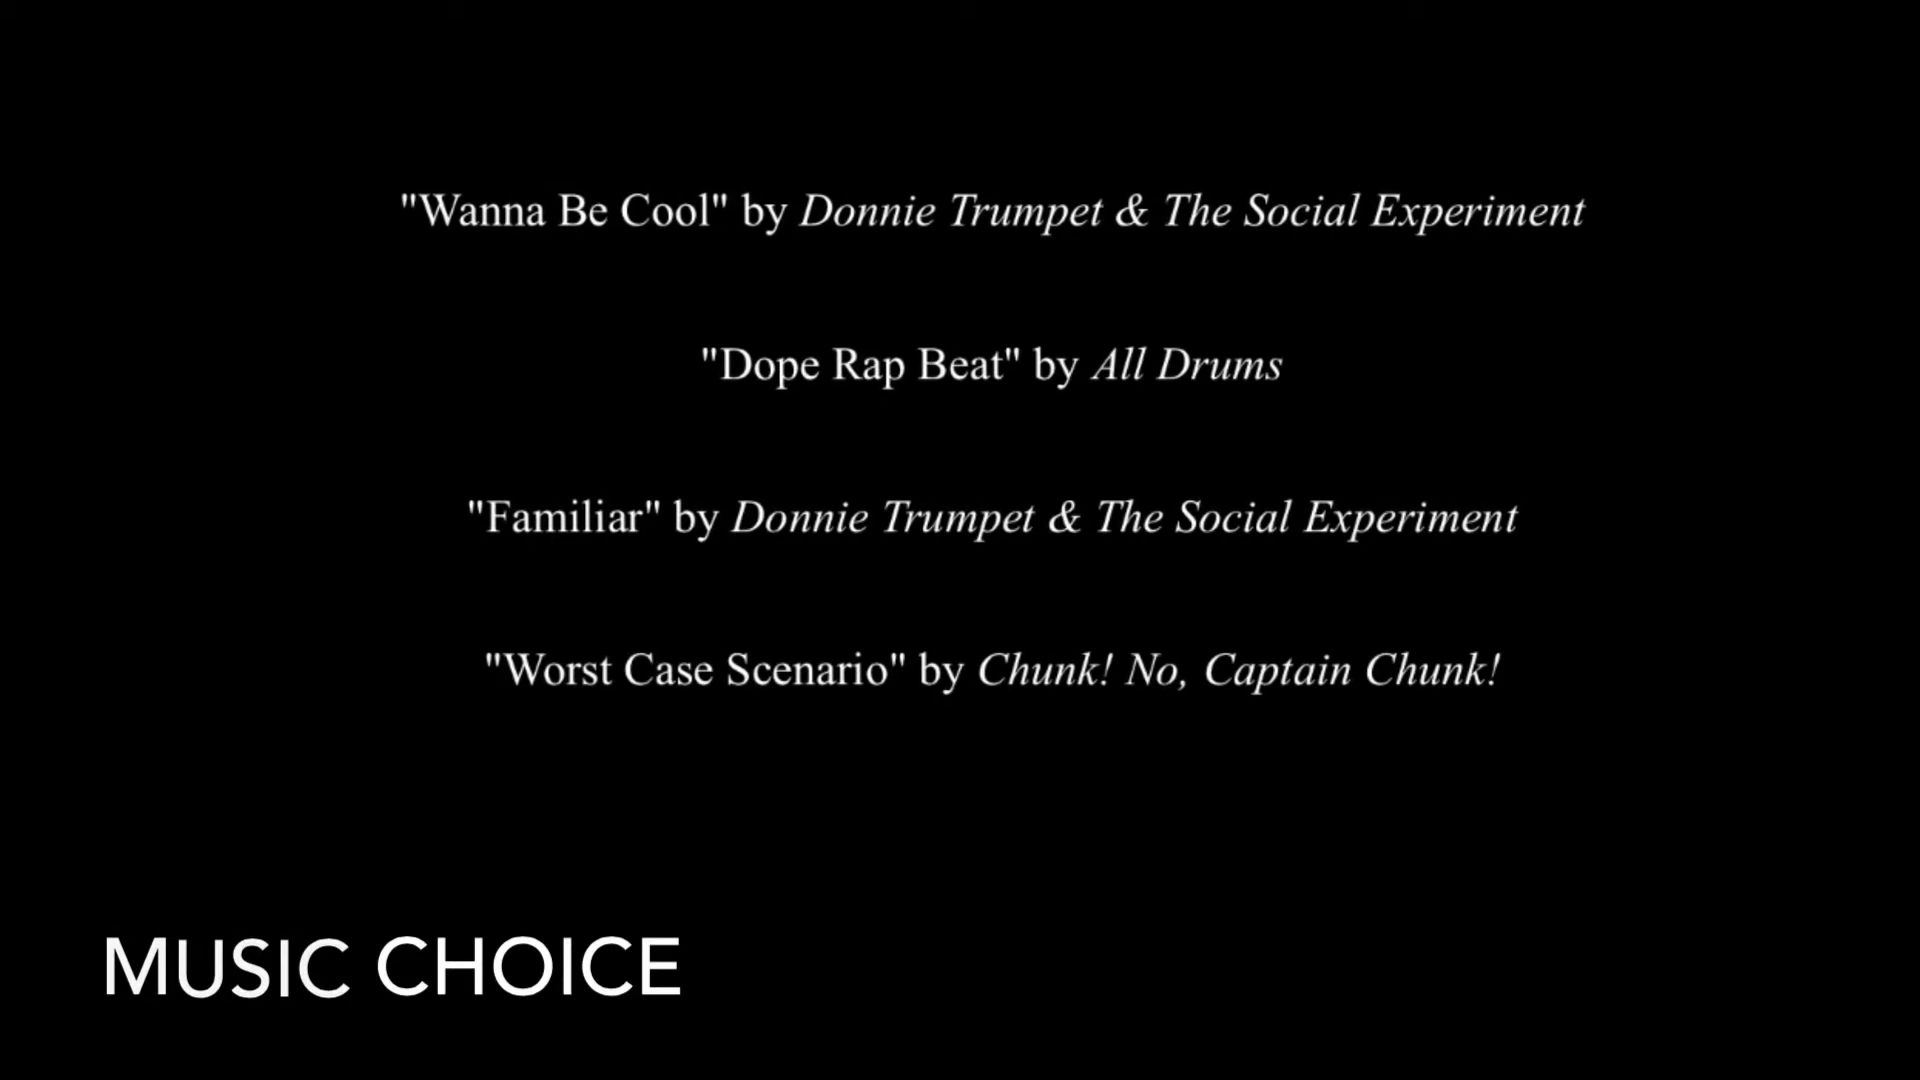 "Wanna Be Cool" by Donnie Trumpet & The Social Experiment
"Dope Rap Beat" by All Drums
"Familiar" by Donnie Trumpet & The Social Experiment
"Worst Case Scenario" by Chunk! No, Captain Chunk!
MUSIC CHOICE